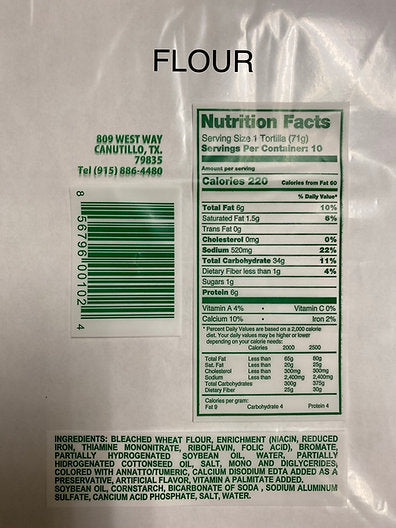 FLOUR
809 WEST WAY
CANUTILLO, TX.
79835
Tel (915) 886-4480
8 56796 00102 4
Nutrition Facts
Serving Size 1 Tortilla (71g)
Servings Per Container: 10
Amount per serving
Calories 220 Calories from Fat 60
% Daily Value*
Total Fat 6g 10%
Saturated Fat 1.5g 6%
Trans Fat 0g
Cholesterol 0mg 0%
Sodium 520mg 22%
Total Carbohydrate 34g 11%
Dietary Fiber less than 1g 4%
Sugars 1g
Protein 6g
Vitamin A 4% • Vitamin C 0%
Calcium 10% • Iron 2%
* Percent Daily Values are based on a 2,000 calorie
diet. Your daily values may be higher or lower
depending on your calorie needs:
Calories 2000 2500
Total Fat Less than 65g 80g
Sat. Fat Less than 20g 25g
Cholesterol Less than 300mg 300mg
Sodium Less than 2,400mg 2,400mg
Total Carbohydrates 300g 375g
Dietary Fiber 25g 30g
Calories per gram:
Fat 9 Carbohydrate 4 Protein 4
INGREDIENTS: BLEACHED WHEAT FLOUR, ENRICHMENT (NIACIN, REDUCED
IRON, THAMINE MONONITRATE, RIBOFLAVIN, FOLIC ACID), BROMATE,
PARTIALLY HYDROGENATED SOYBEAN OIL, WATER, PARTIALLY
HIDROGENATED COTTONSEED OIL, SALT, MONO AND DIGLYCERIDES,
COLORED WITH ANNATTO/TUMERIC, CALCIUM DISODIUM EDTA ADDED AS A
PRESERVATIVE, ARTIFICIAL FLAVOR, VITAMIN A PALMITATE ADDED.
SOYBEAN OIL, CORNSTARCH, BICARBONATE OF SODA , SODIUM ALUMINUM
SULFATE, CANCIUM ACID PHOSPHATE, SALT, WATER.